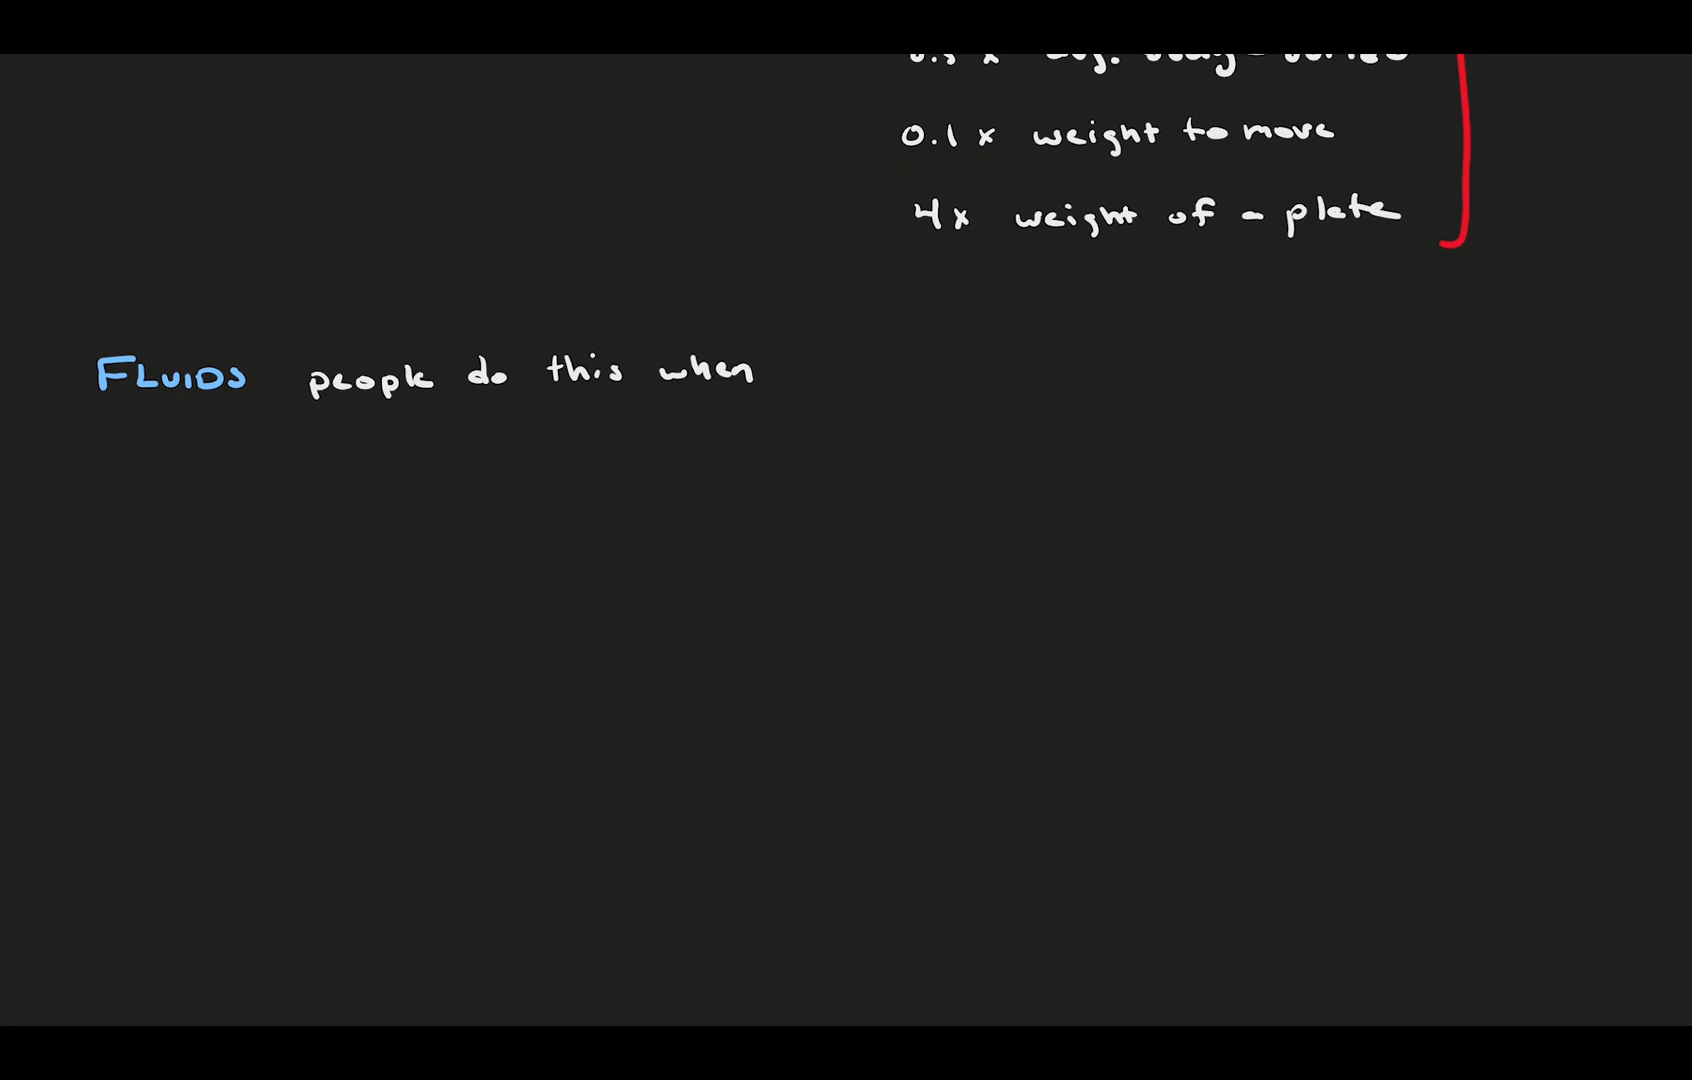 0.1 x weight to move
4x weight of a plate
FLUIDS people do this when